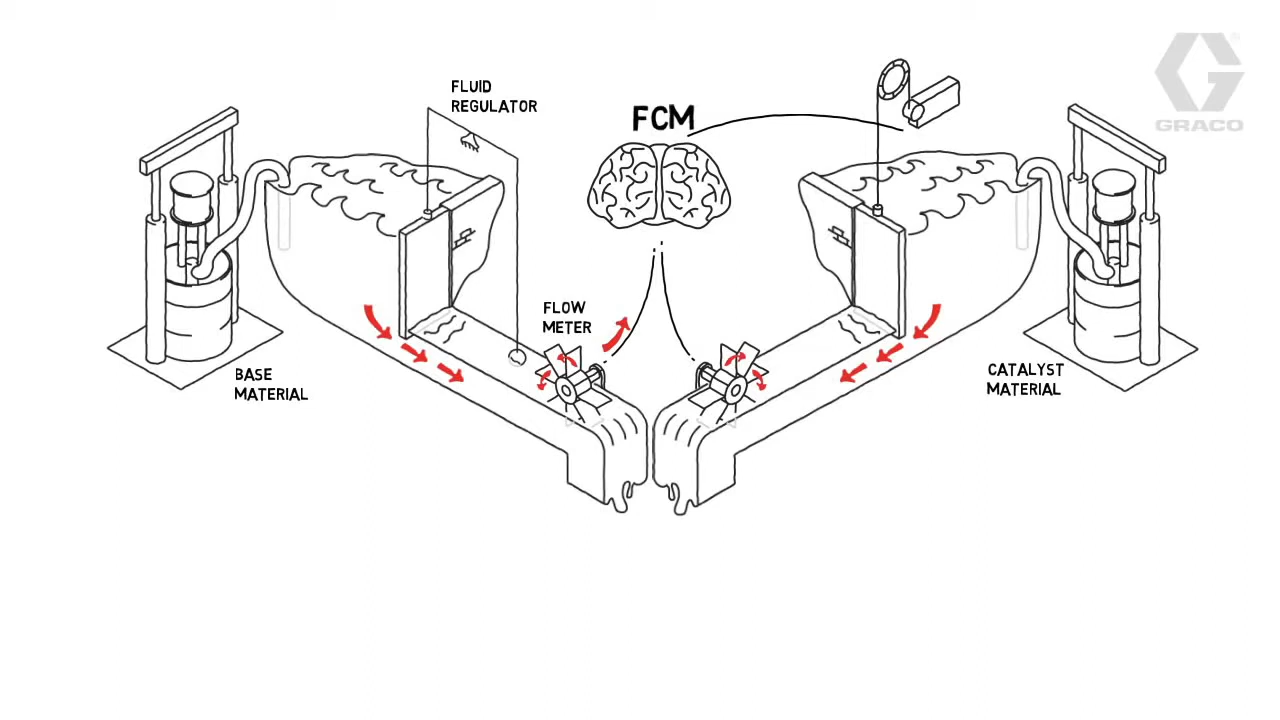 FLUID
REGULATOR
FCM
GRACO
FLOW
METER
BASE
MATERIAL
CATALYST
MATERIAL